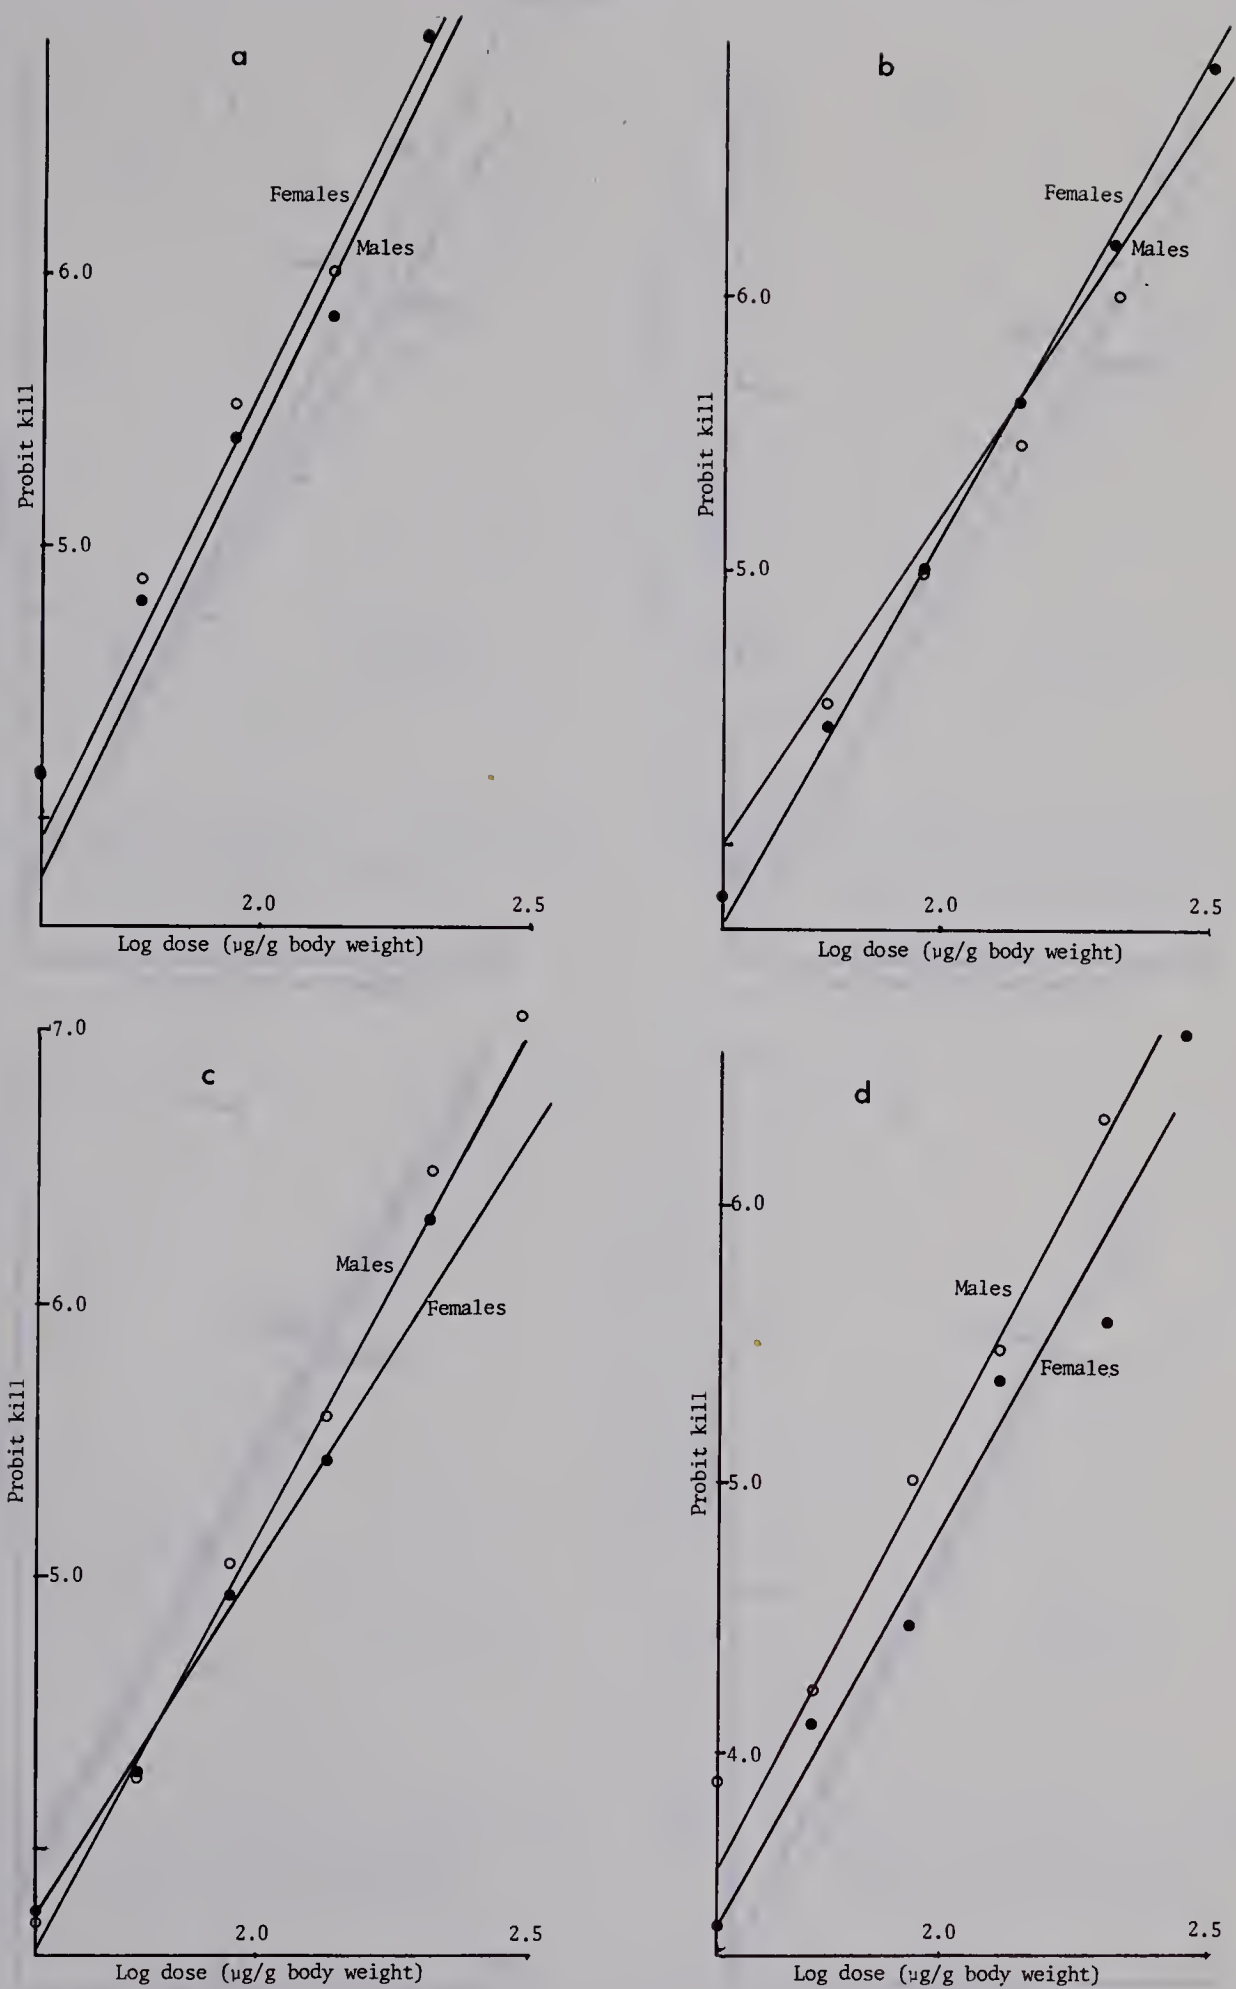 a
Females
Males
6.0
Probit kill
5.0
2.0 2.5
Log dose (µg/g body weight)
b
Females
Males
6.0
Probit kill
5.0
2.0 2.5
Log dose (µg/g body weight)
7.0
c
Males
6.0
Females
Probit kill
5.0
2.0 2.5
Log dose (µg/g body weight)
d
6.0
Males
Females
Probit kill
5.0
4.0
2.0 2.5
Log dose (µg/g body weight)